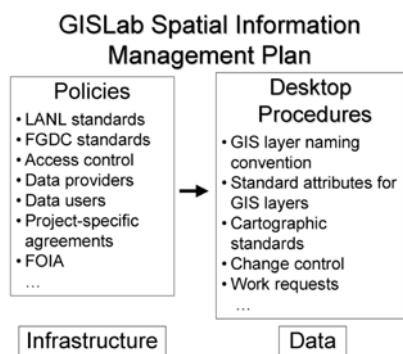 GISLab Spatial Information
Management Plan
Policies
• LANL standards
• FGDC standards
• Access control
• Data providers
• Data users
• Project-specific
agreements
• FOIA
…
Desktop
Procedures
• GIS layer naming
convention
• Standard attributes for
GIS layers
• Cartographic
standards
• Change control
• Work requests
…
Infrastructure
Data